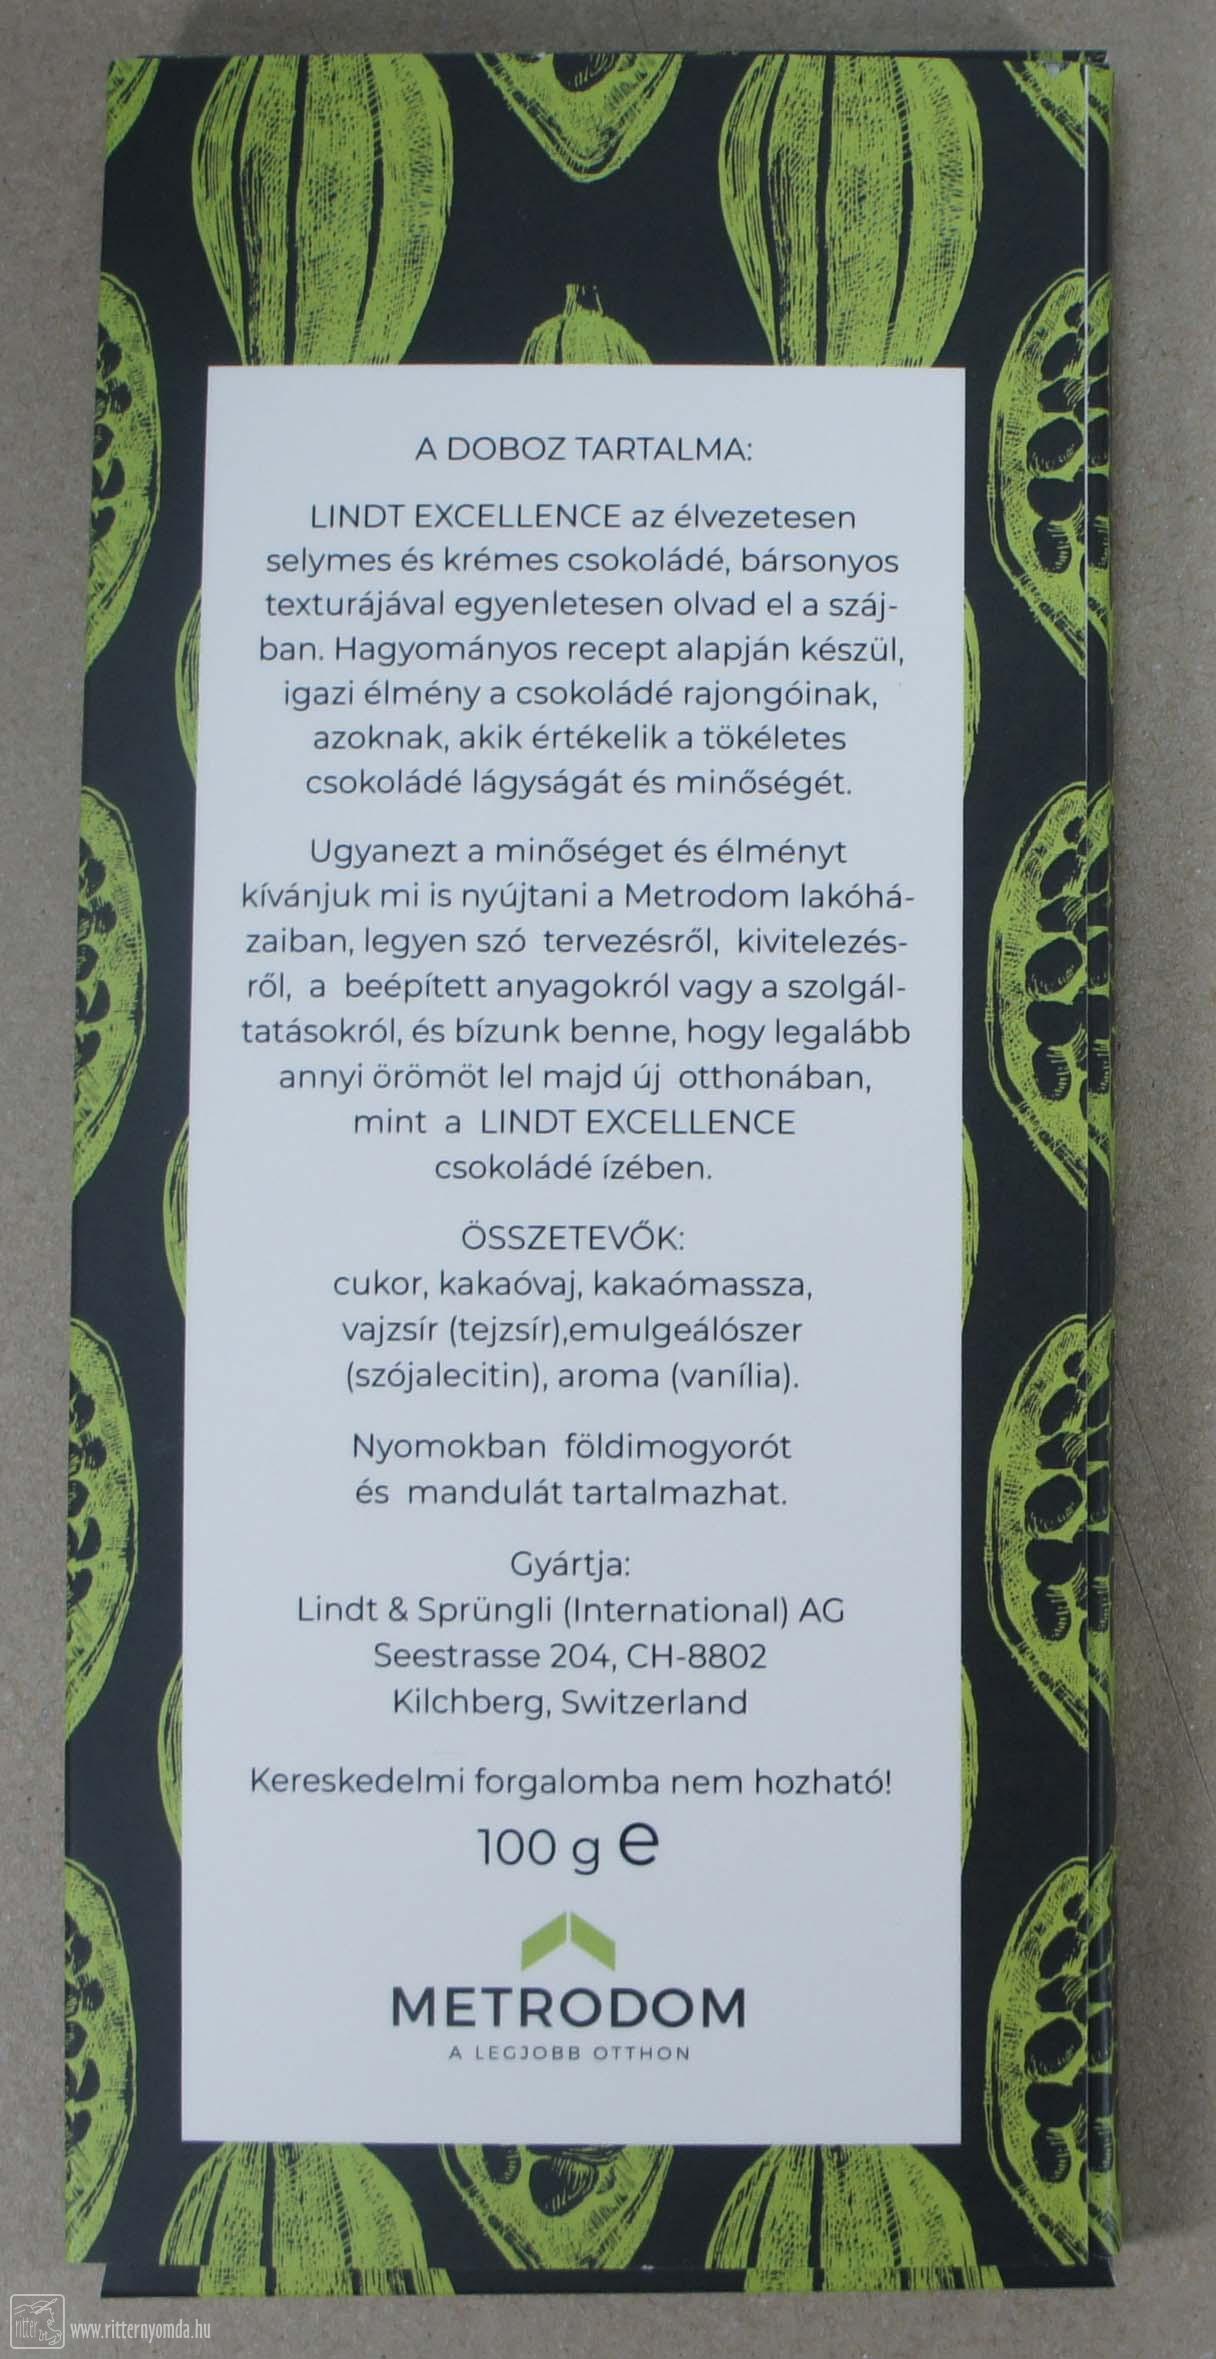 A DOBOZ TARTALMA:
LINDT EXCELLENCE az élvezetesen
selymes és krémes csokoládé, bársonyos
texturájával egyenletesen olvad el a száj-
ban. Hagyományos recept alapján készül,
igazi élmény a csokoládé rajongóinak,
azoknak, akik értékelik a tökéletes
csokoládé lágyságát és minőségét.
Ugyanezt a minőséget és élményt
kívánjuk mi is nyújtani a Metrodom lakóhá-
zaiban, legyen szó tervezésről, kivitelezés-
ről, a beépített anyagokról vagy a szolgál-
tatásokról, és bízunk benne, hogy legalább
annyi örömöt lel majd új otthonában,
mint a LINDT EXCELLENCE
csokoládé ízében.
ÖSSZETEVŐK:
cukor, kakaóvaj, kakaómassza,
vajzsír (tejzsír),emulgeálószer
(szójalecitin), aroma (vanília).
Nyomokban földimogyorót
és mandulát tartalmazhat.
Gyártja:
Lindt & Sprüngli (International) AG
Seestrasse 204, CH-8802
Kilchberg, Switzerland
Kereskedelmi forgalomba nem hozható!
100 g e
METRODOM
A LEGJOBB OTTHON
ritter
www.ritternyomda.hu